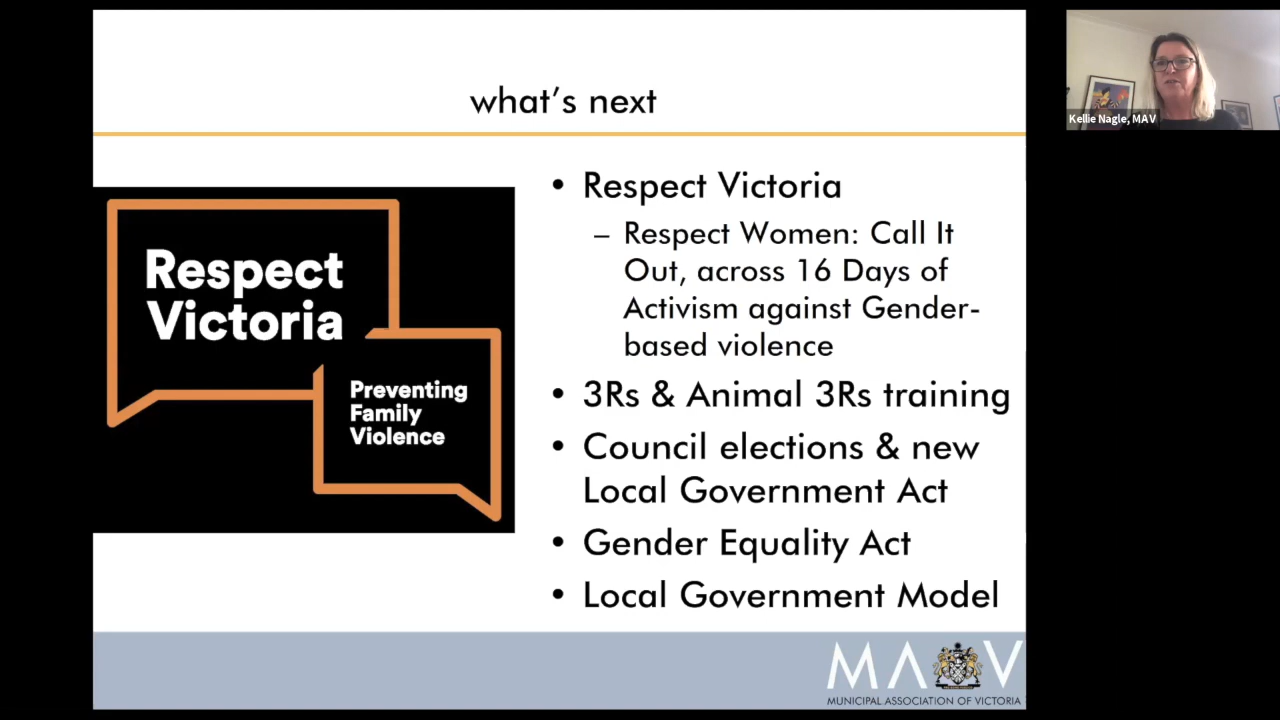 what's next
Respect
Victoria
Preventing
Family
Violence
• Respect Victoria
– Respect Women: Call It
Out, across 16 Days of
Activism against Gender-
based violence
• 3Rs & Animal 3Rs training
• Council elections & new
Local Government Act
• Gender Equality Act
• Local Government Model
MAV
MUNICIPAL ASSOCIATION OF VICTORIA
Kellie Nagle, MAV